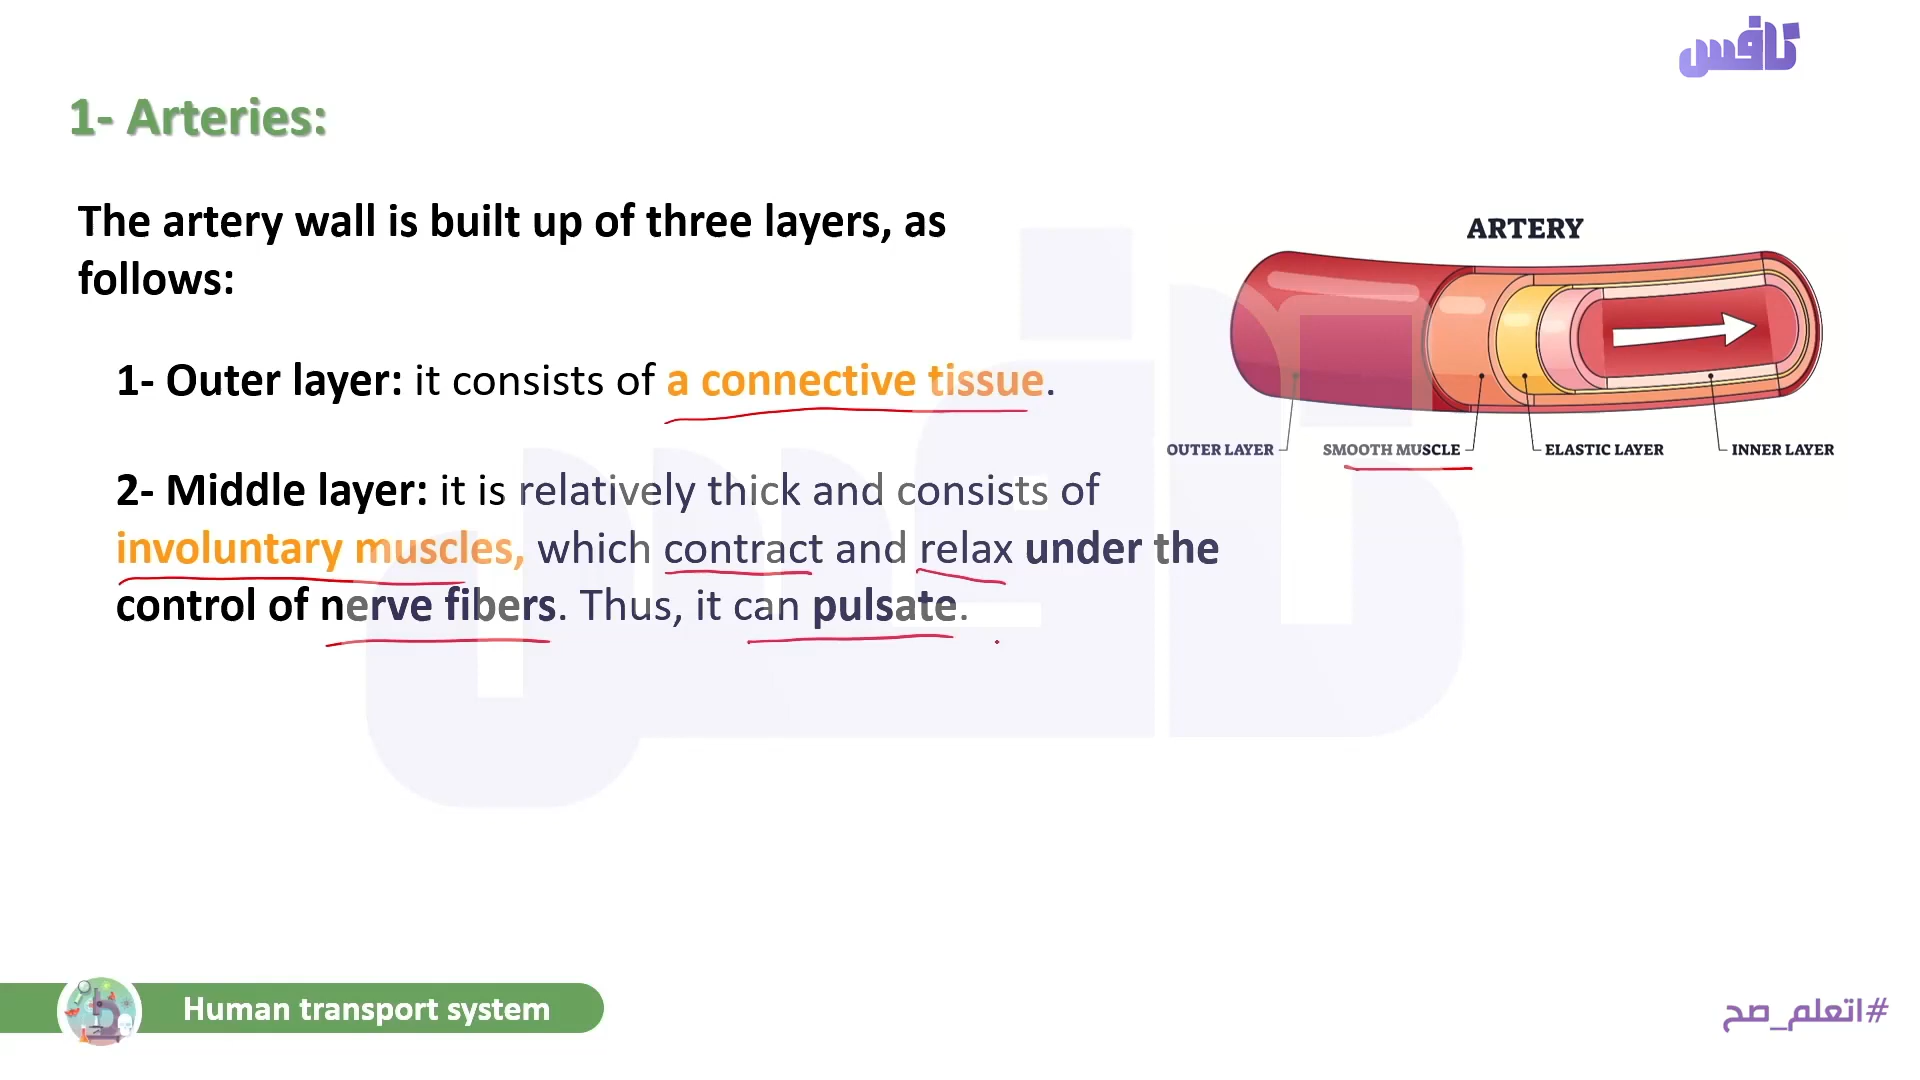 نافس
1- Arteries:
The artery wall is built up of three layers, as
follows:
1- Outer layer: it consists of a connective tissue.
2- Middle layer: it is relatively thick and consists of
involuntary muscles, which contract and relax under the
control of nerve fibers. Thus, it can pulsate.
ARTERY
OUTER LAYER
SMOOTH MUSCLE
ELASTIC LAYER
INNER LAYER
Human transport system
#اتعلم_صح